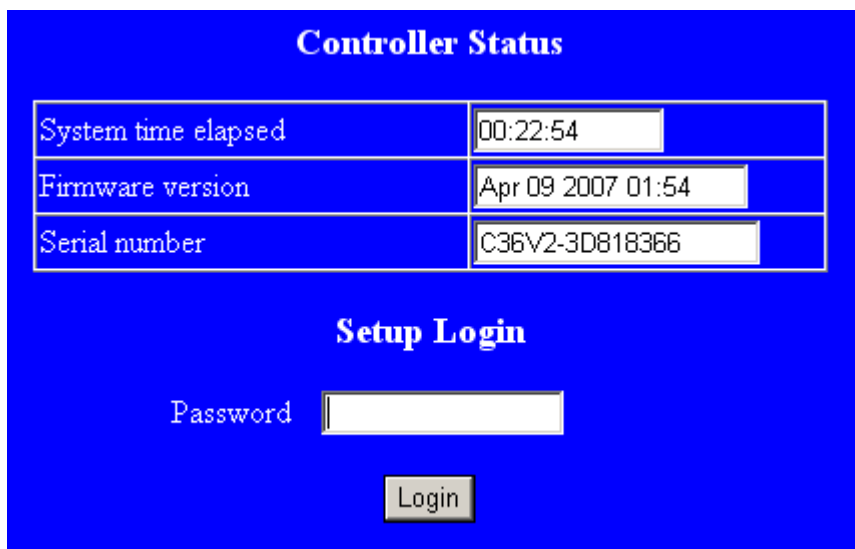 Controller Status
System time elapsed 00:22:54
Firmware version Apr 09 2007 01:54
Serial number C36V2-3D818366
Setup Login
Password
Login